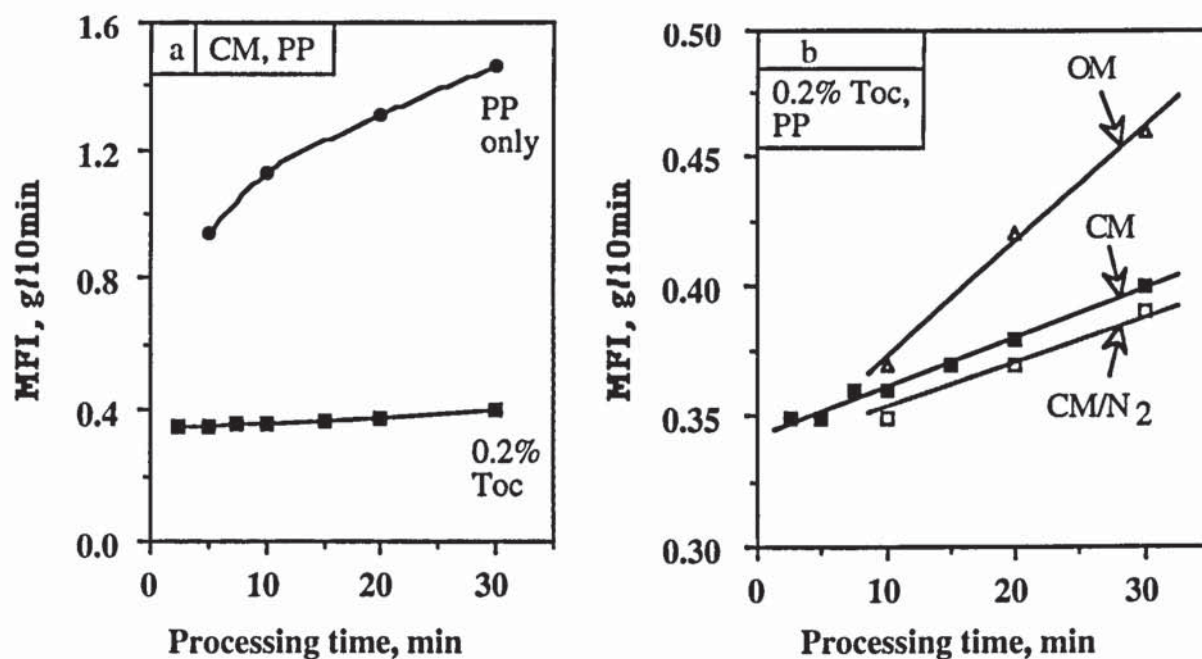 a CM, PP
1.6
1.2
0.8
0.4
0.0
MFI, g/10min
PP
only
0.2%
Toc
0 10 20 30
Processing time, min
b
0.2% Toc,
PP
0.50
0.45
0.40
0.35
0.30
MFI, g/10min
OM
CM
CM/N2
0 10 20 30
Processing time, min